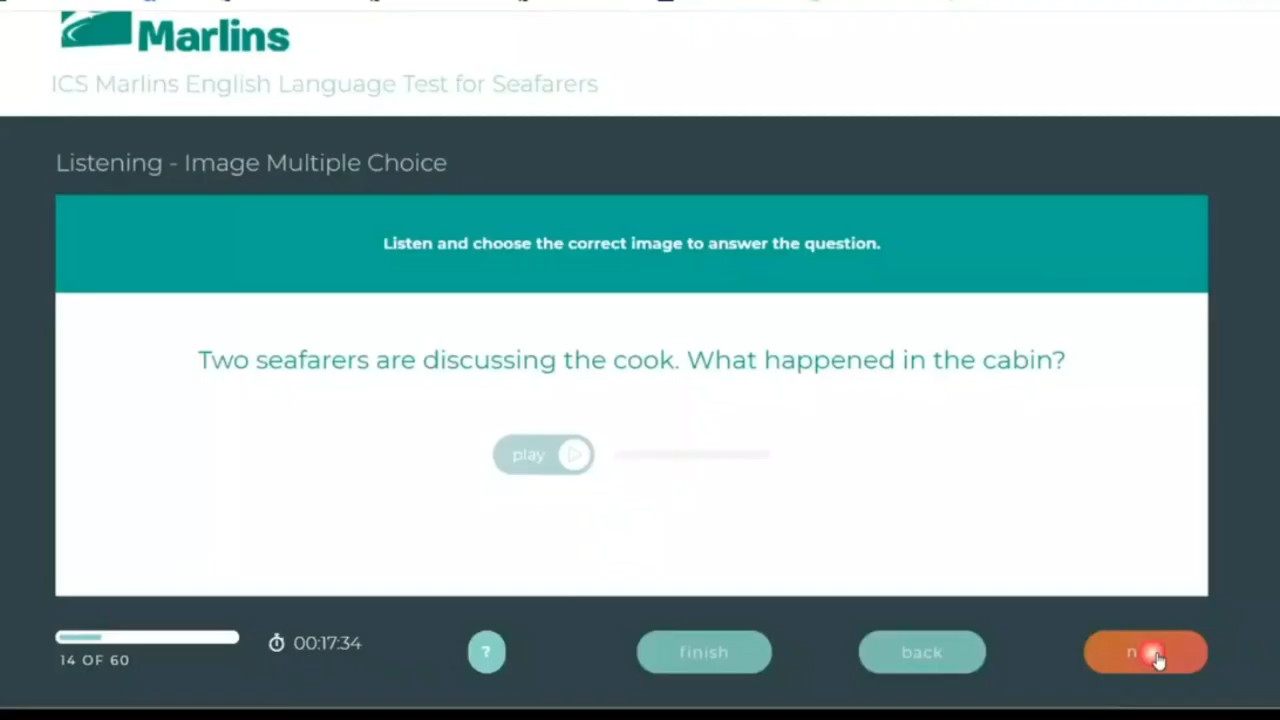 Marlins
ICS Marlins English Language Test for Seafarers
Listening - Image Multiple Choice
Listen and choose the correct image to answer the question.
Two seafarers are discussing the cook. What happened in the cabin?
play
14 OF 60
00:17:34
?
finish
back